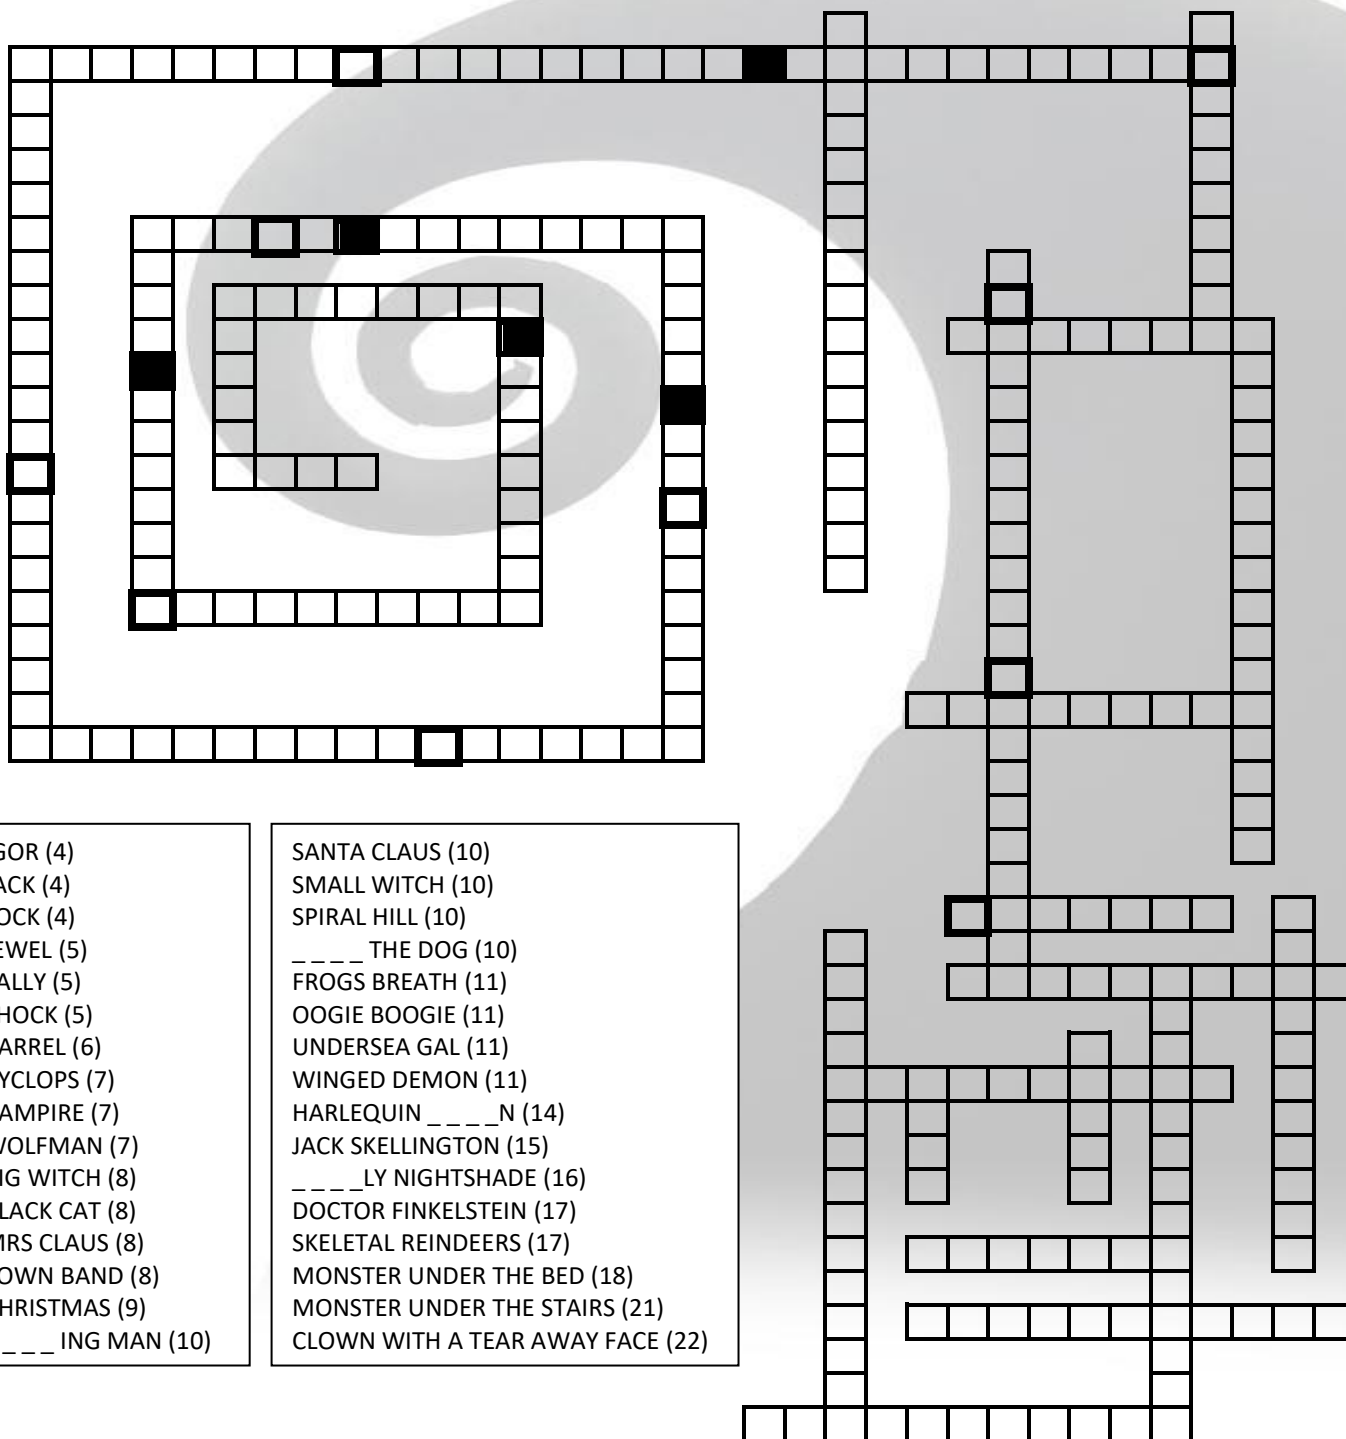 GOR (4)
ACK (4)
OCK (4)
EWEL (5)
ALLY (5)
HOCK (5)
ARREL (6)
YCLOPS (7)
AMPIRE (7)
WOLFMAN (7)
IG WITCH (8)
LACK CAT (8)
MRS CLAUS (8)
OWN BAND (8)
HRISTMAS (9)
_ _ _ ING MAN (10)
SANTA CLAUS (10)
SMALL WITCH (10)
SPIRAL HILL (10)
_ _ _ _ THE DOG (10)
FROGS BREATH (11)
OOGIE BOOGIE (11)
UNDERSEA GAL (11)
WINGED DEMON (11)
HARLEQUIN _ _ _ _N (14)
JACK SKELLINGTON (15)
_ _ _ _LY NIGHTSHADE (16)
DOCTOR FINKELSTEIN (17)
SKELETAL REINDEERS (17)
MONSTER UNDER THE BED (18)
MONSTER UNDER THE STAIRS (21)
CLOWN WITH A TEAR AWAY FACE (22)